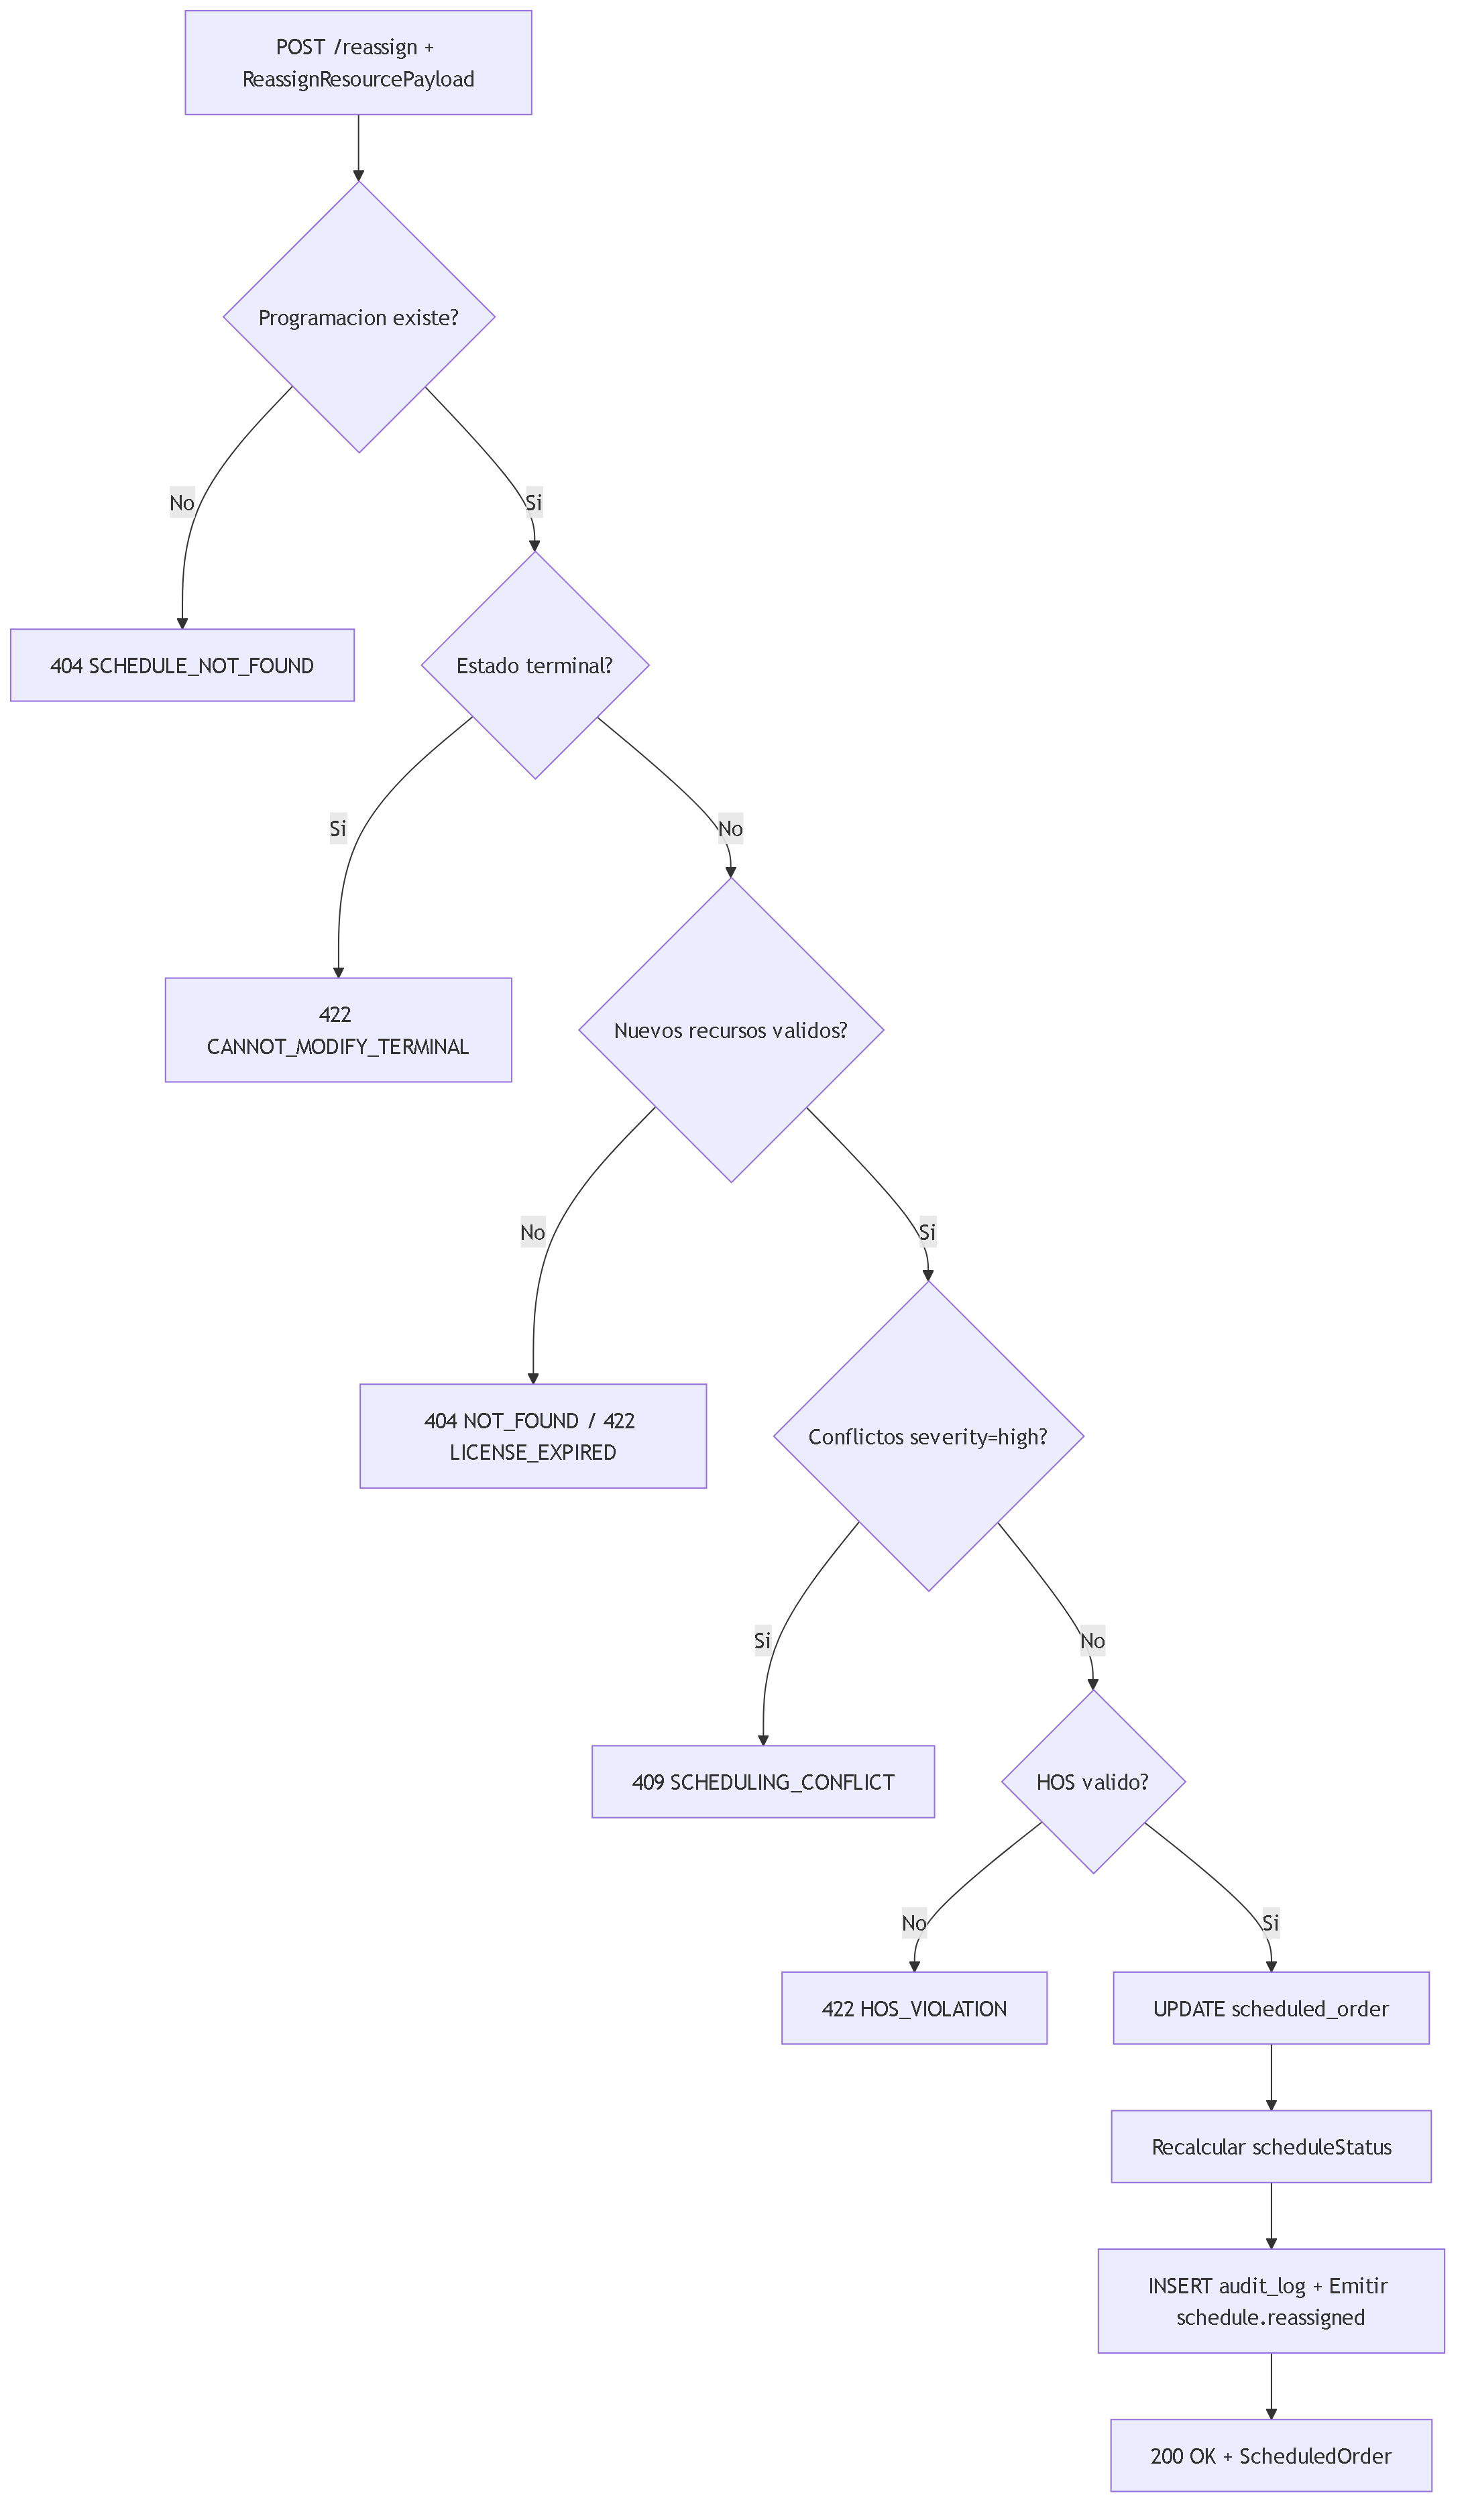 POST /reassign +
ReassignResourcePayload
Programacion existe?
No
Si
404 SCHEDULE_NOT_FOUND
Estado terminal?
Si
No
422
CANNOT_MODIFY_TERMINAL
Nuevos recursos validos?
No
Si
404 NOT_FOUND / 422
LICENSE_EXPIRED
Conflictos severity=high?
Si
No
409 SCHEDULING_CONFLICT
HOS valido?
No
Si
422 HOS_VIOLATION
UPDATE scheduled_order
Recalcular scheduleStatus
INSERT audit_log + Emitir
schedule.reassigned
200 OK + ScheduledOrder